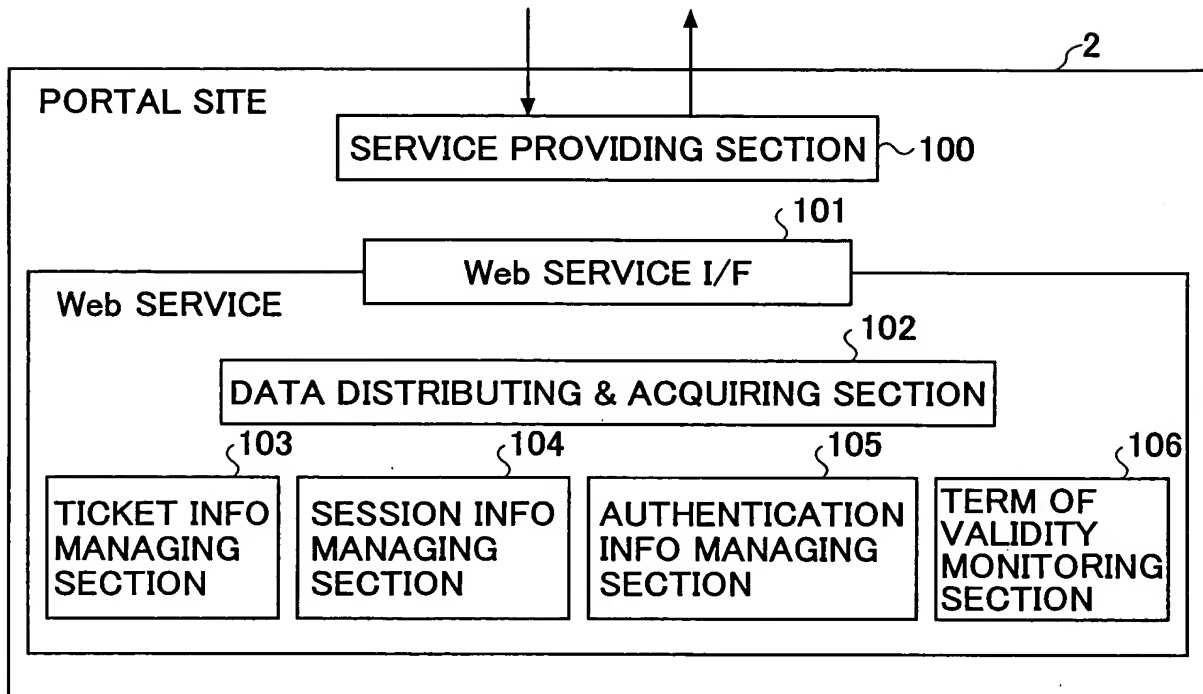 2
PORTAL SITE
SERVICE PROVIDING SECTION
100
101
Web SERVICE I/F
Web SERVICE
102
DATA DISTRIBUTING & ACQUIRING SECTION
103
104
105
106
TICKET INFO
MANAGING
SECTION
SESSION INFO
MANAGING
SECTION
AUTHENTICATION
INFO MANAGING
SECTION
TERM OF
VALIDITY
MONITORING
SECTION